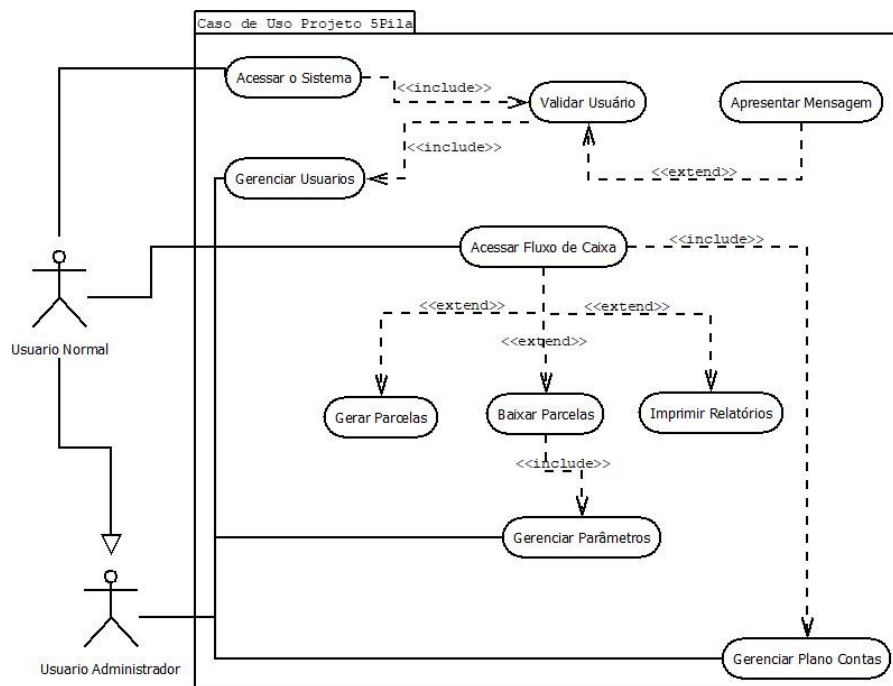 Caso de Uso Projeto 5Pila
Acessar o Sistema
<<include>>
Validar Usuário
Apresentar Mensagem
<<include>>
<<extend>>
Gerenciar Usuarios
Acessar Fluxo de Caixa
<<include>>
<<extend>>
<<extend>>
<<extend>>
Usuario Normal
Gerar Parcelas
Baixar Parcelas
Imprimir Relatórios
<<include>>
Gerenciar Parâmetros
Usuario Administrador
Gerenciar Plano Contas